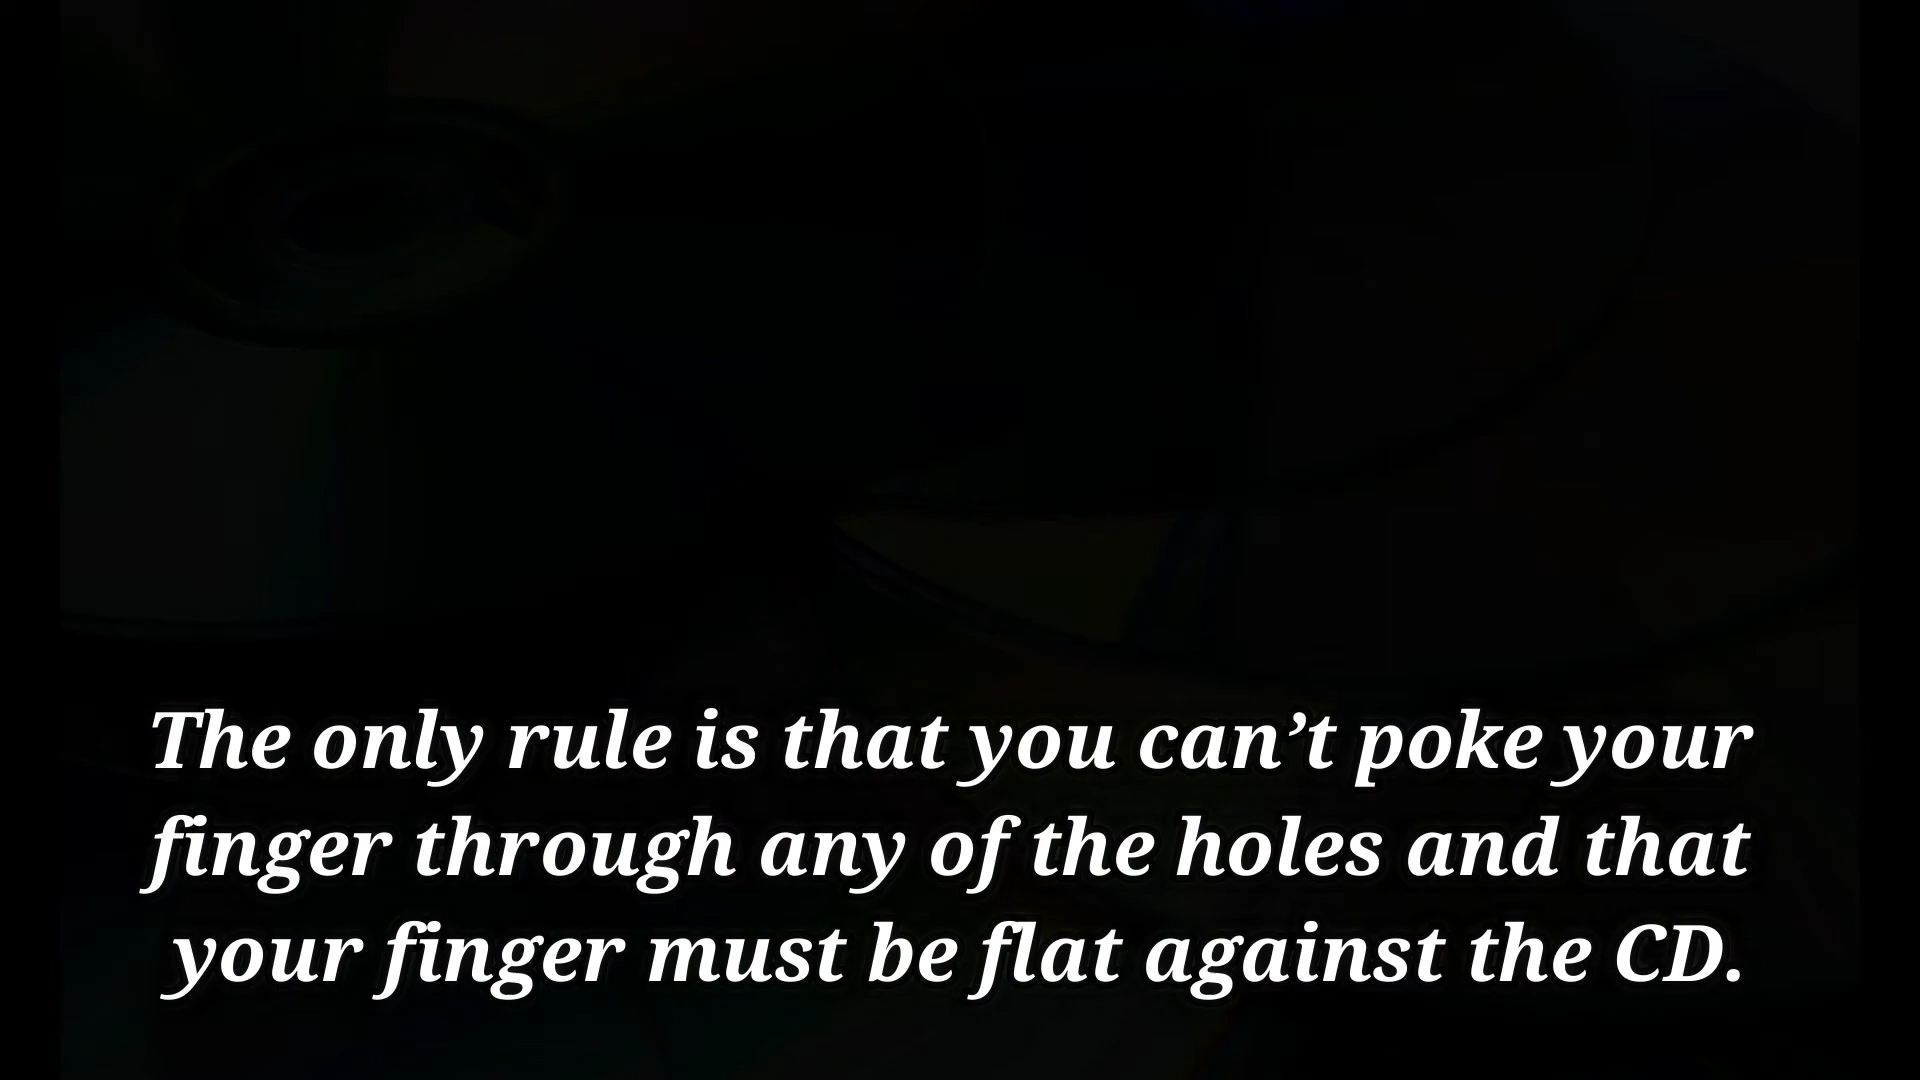 The only rule is that you can’t poke your
finger through any of the holes and that
your finger must be flat against the CD.